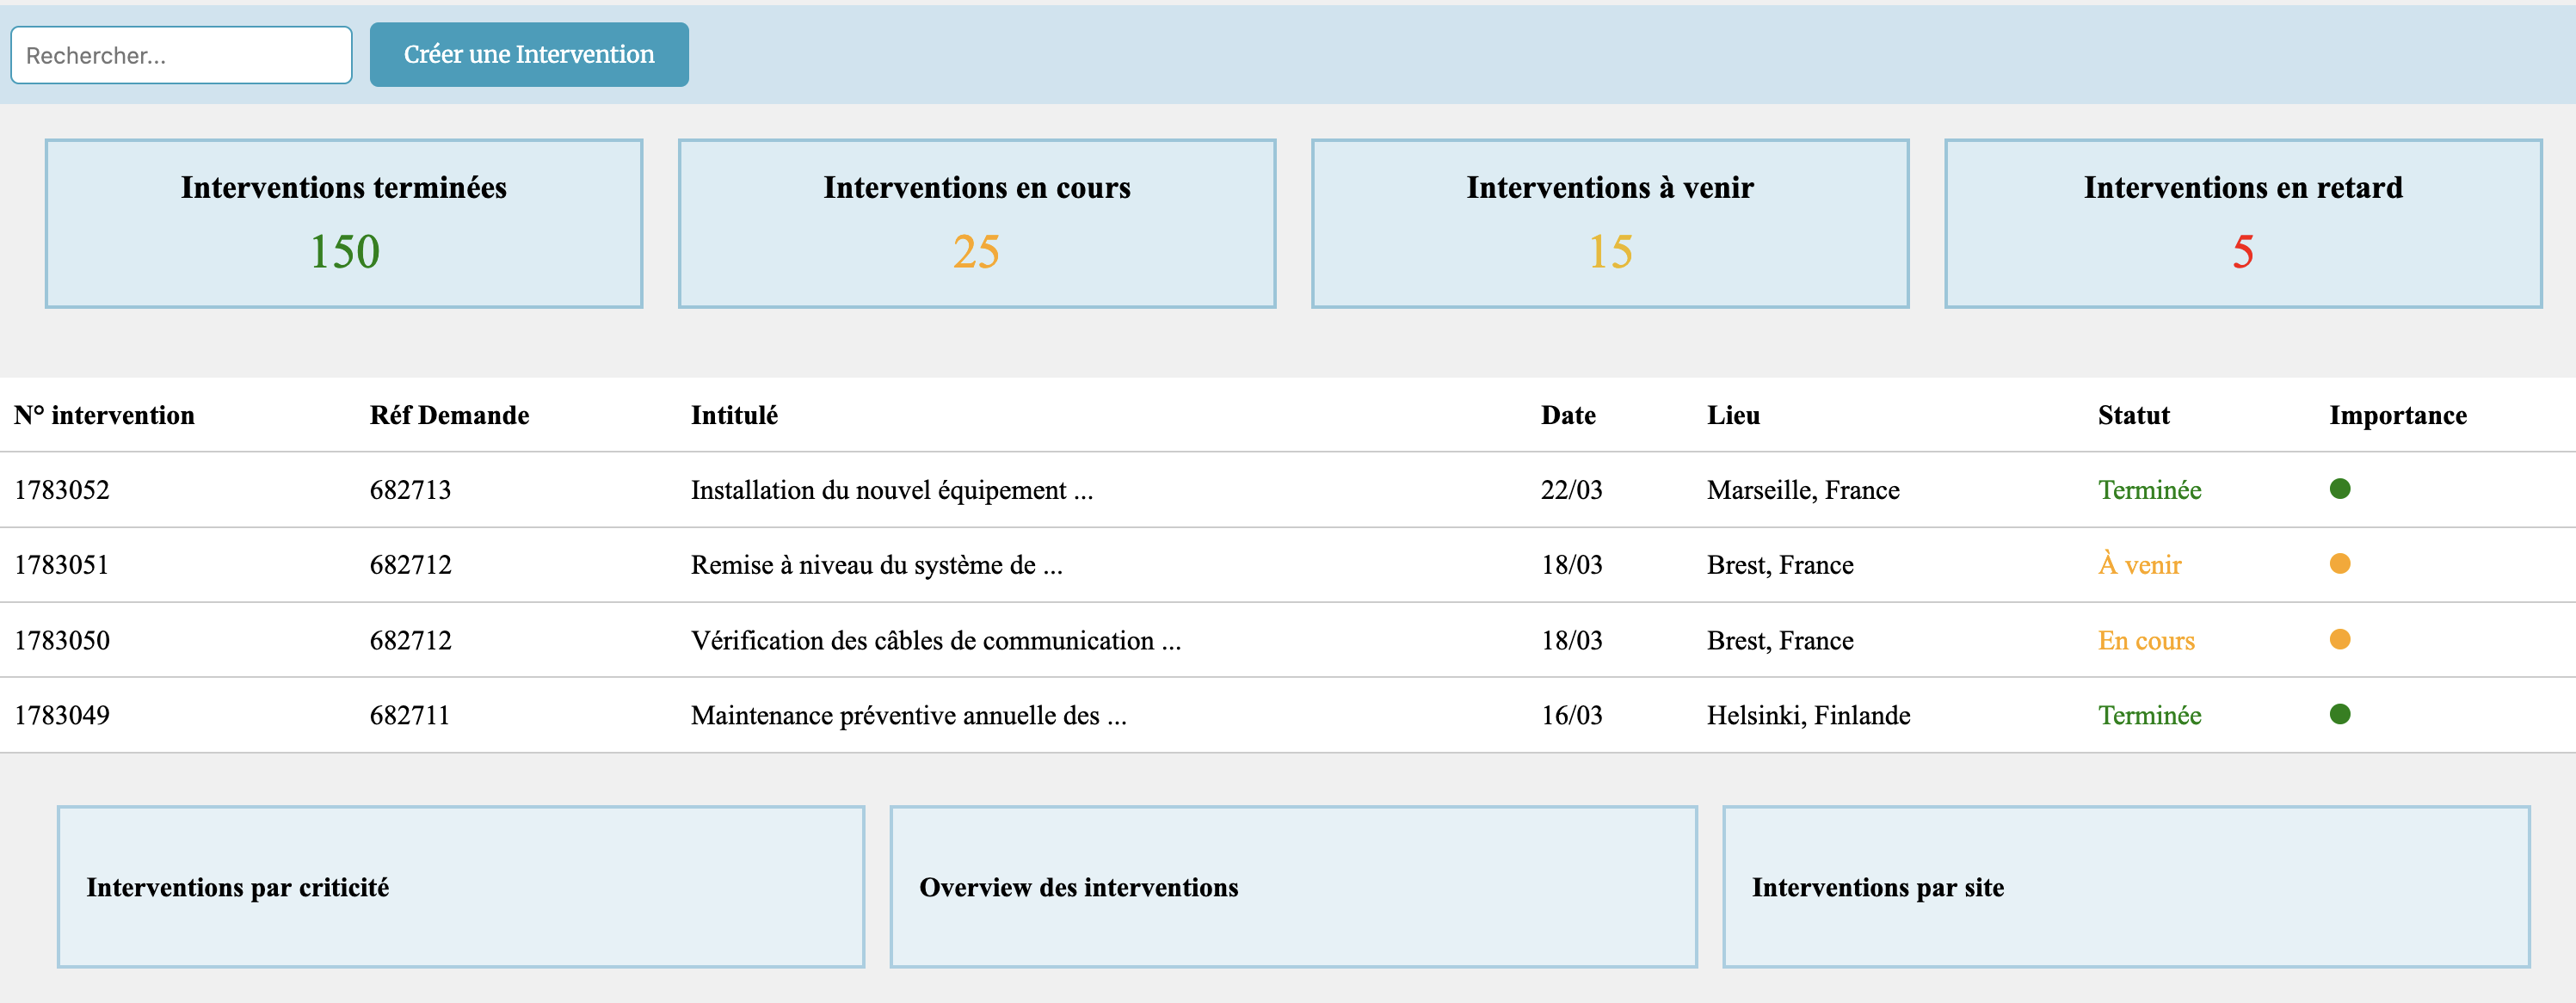 Rechercher... Créer une Intervention
Interventions terminées Interventions en cours Interventions à venir Interventions en retard
150 25 15 5
N° intervention Réf Demande Intitulé Date Lieu Statut Importance
1783052 682713 Installation du nouvel équipement ... 22/03 Marseille, France Terminée
1783051 682712 Remise à niveau du système de ... 18/03 Brest, France À venir
1783050 682712 Vérification des câbles de communication ... 18/03 Brest, France En cours
1783049 682711 Maintenance préventive annuelle des ... 16/03 Helsinki, Finlande Terminée
Interventions par criticité Overview des interventions Interventions par site